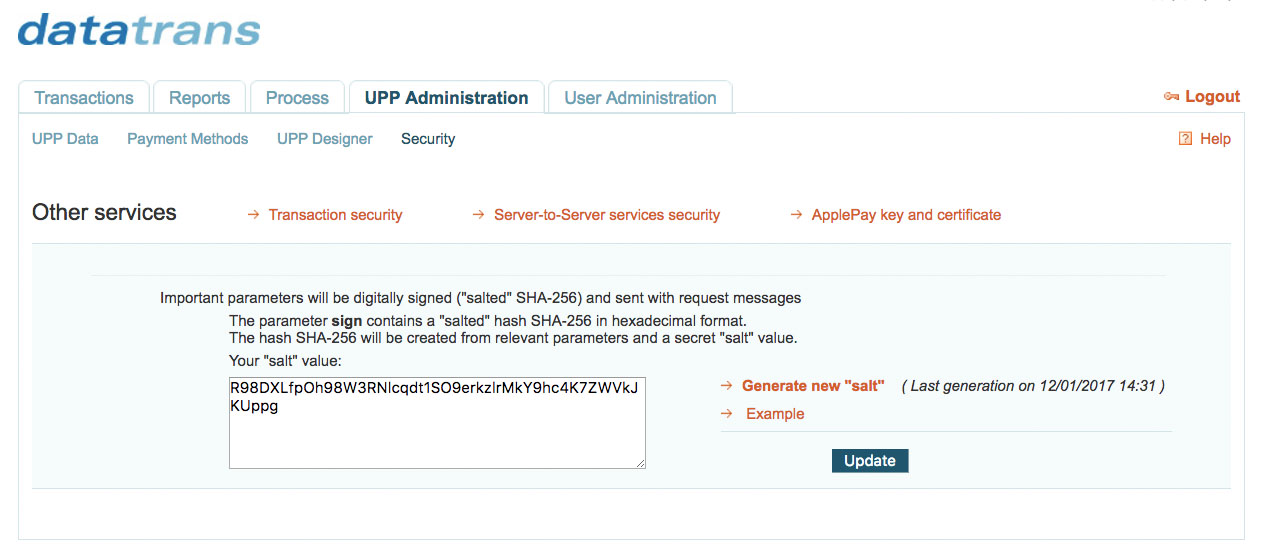 datatrans
Transactions Reports Process UPP Administration User Administration Logout
UPP Data Payment Methods UPP Designer Security Help
Other services → Transaction security → Server-to-Server services security → ApplePay key and certificate
Important parameters will be digitally signed ("salted" SHA-256) and sent with request messages
The parameter sign contains a "salted" hash SHA-256 in hexadecimal format.
The hash SHA-256 will be created from relevant parameters and a secret "salt" value.
Your "salt" value:
R98DXLfpOh98W3RNlcqdt1SO9erkzlrMkY9hc4K7ZWVkJ
KUppg
→ Generate new "salt" ( Last generation on 12/01/2017 14:31 )
→ Example
Update